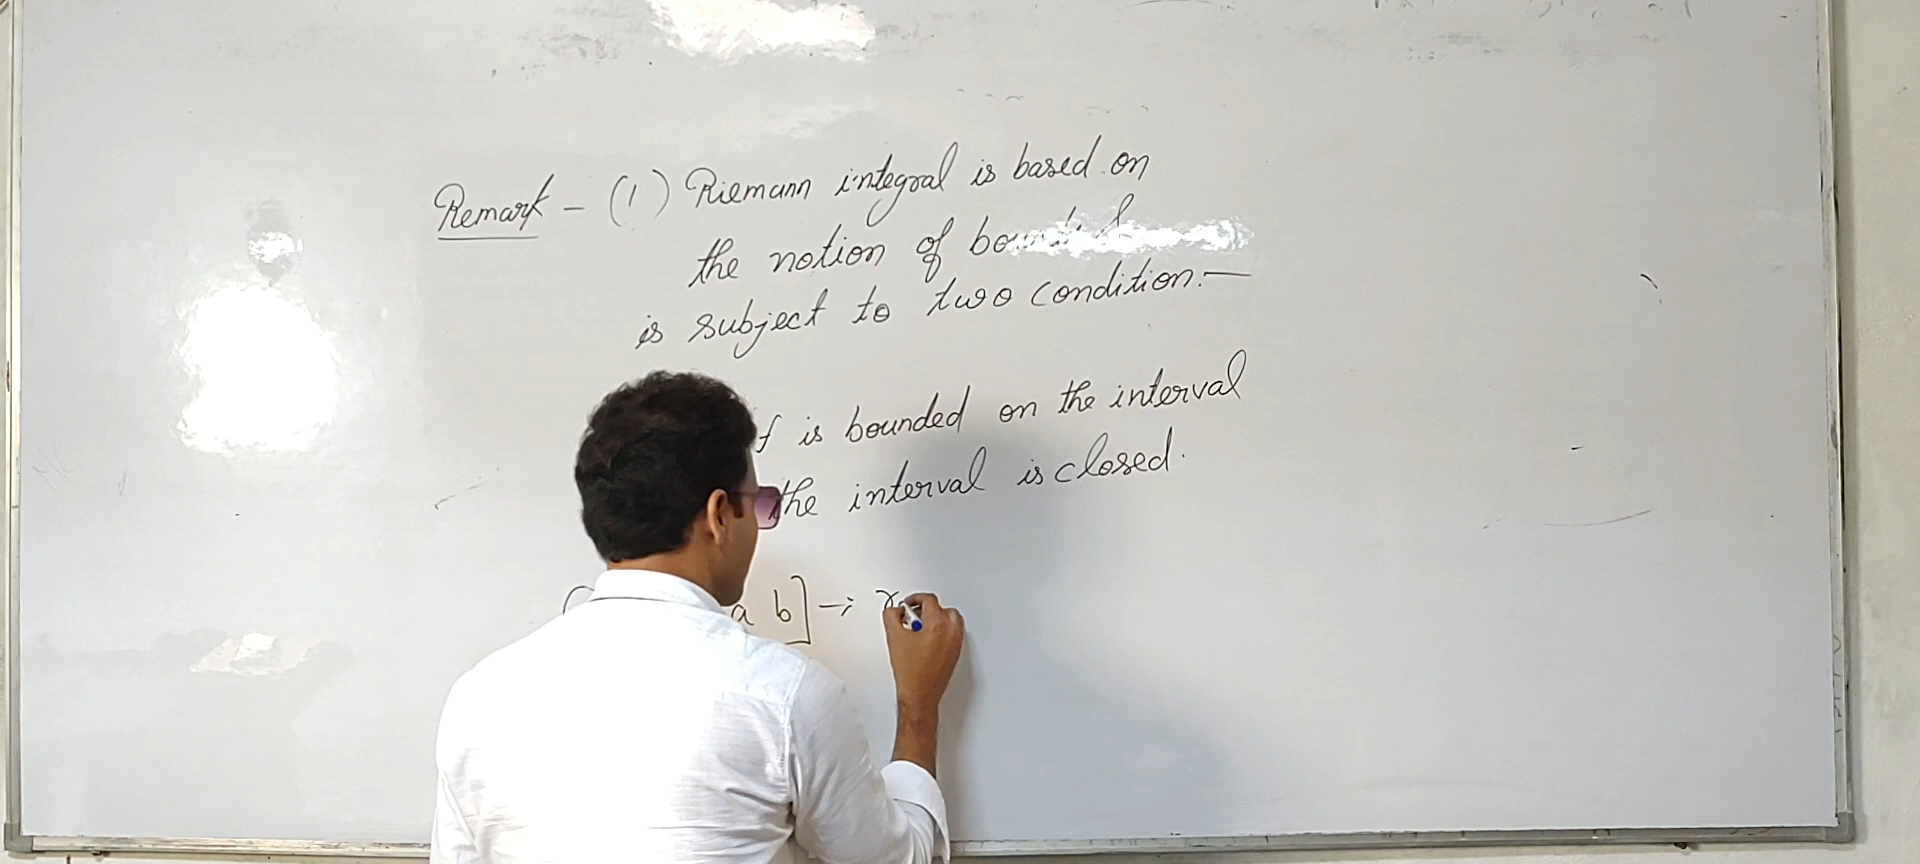 Remark - (1) Riemann integral is based on
the notion of bounded
is subject to two condition.—
f is bounded on the interval
the interval is closed.
a b] →